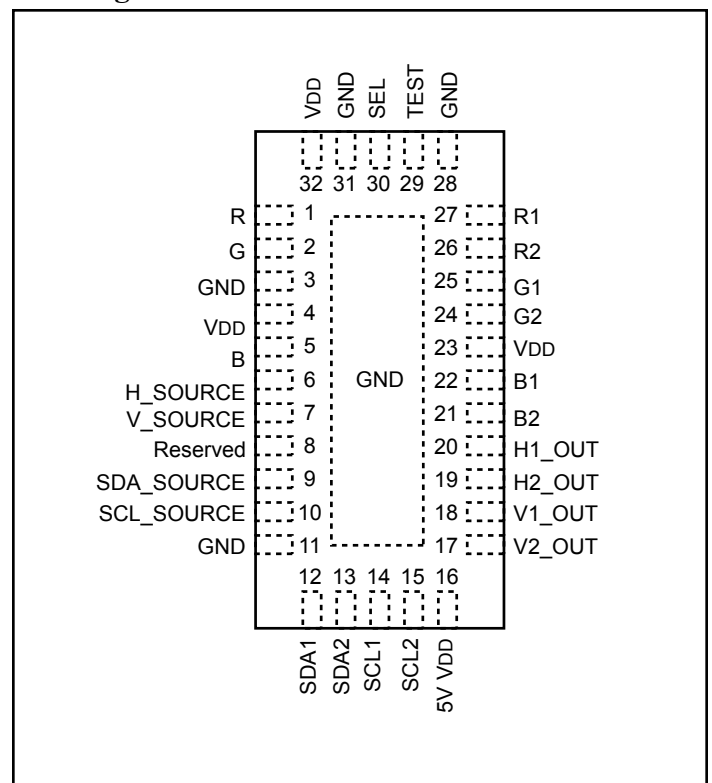 VDD GND SEL TEST GND
32 31 30 29 28
R 1 27 R1
G 2 26 R2
GND 3 25 G1
VDD 4 24 G2
B 5 23 VDD
H_SOURCE 6 GND 22 B1
V_SOURCE 7 21 B2
Reserved 8 20 H1_OUT
SDA_SOURCE 9 19 H2_OUT
SCL_SOURCE 10 18 V1_OUT
GND 11 17 V2_OUT
12 13 14 15 16
SDA1 SDA2 SCL1 SCL2 5V VDD